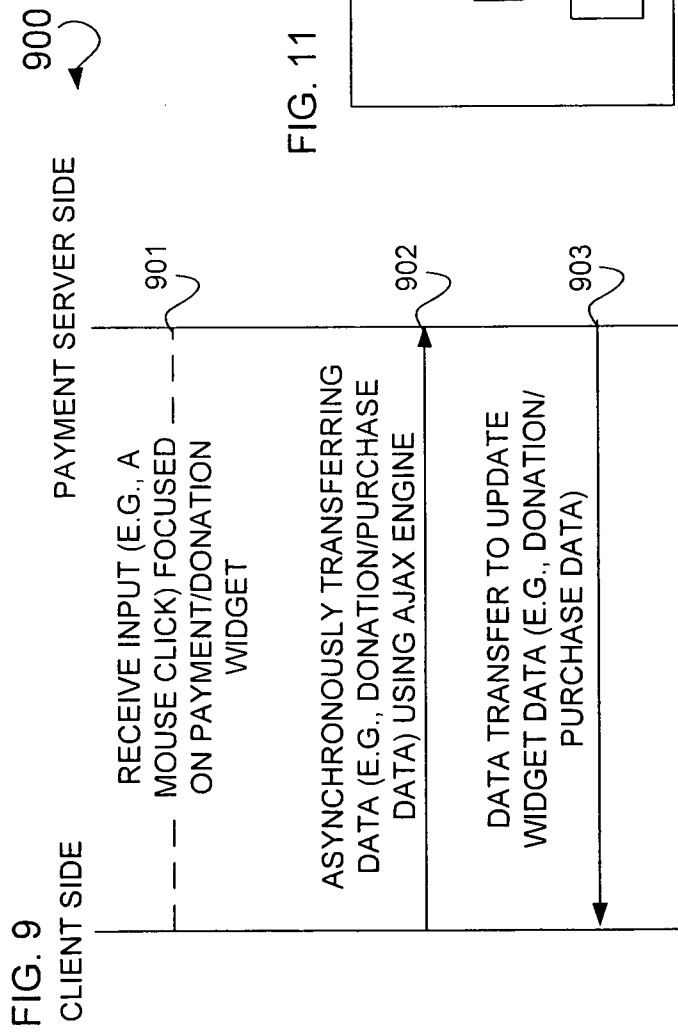 FIG. 9
CLIENT SIDE
PAYMENT SERVER SIDE
900
RECEIVE INPUT (E.G., A
MOUSE CLICK) FOCUSED
ON PAYMENT/DONATION
WIDGET
901
ASYNCHRONOUSLY TRANSFERRING
DATA (E.G., DONATION/PURCHASE
DATA) USING AJAX ENGINE
902
DATA TRANSFER TO UPDATE
WIDGET DATA (E.G., DONATION/
PURCHASE DATA)
903
FIG. 11